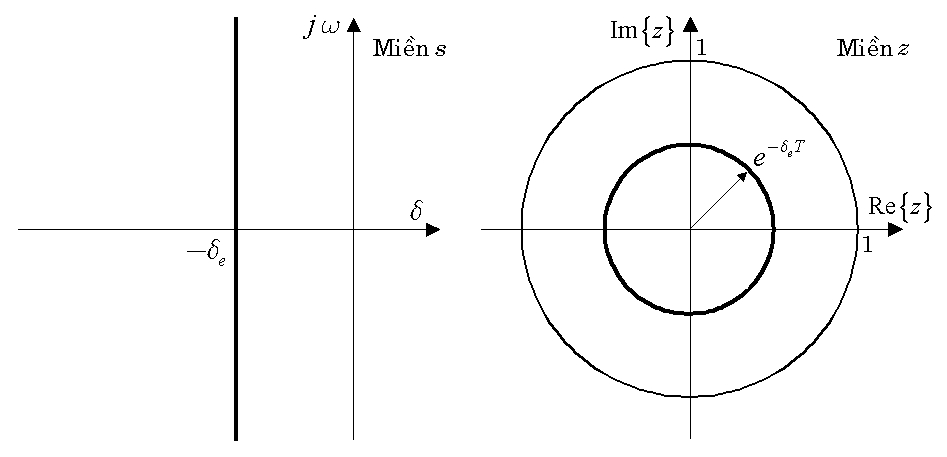 jω
Miền s
δ
−δₑ
Im{z}
1
Miền z
e^{−δₑT}
Re{z}
1